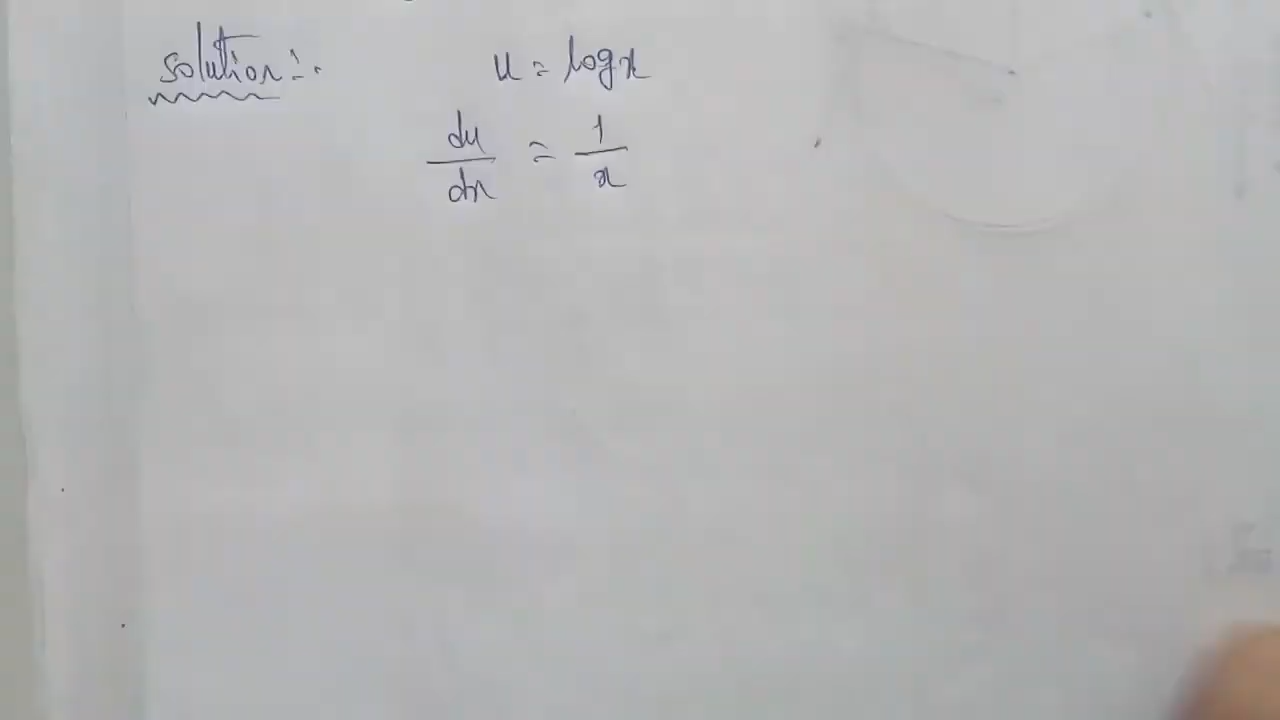 solution:-. u = log x
du/dx = 1/x